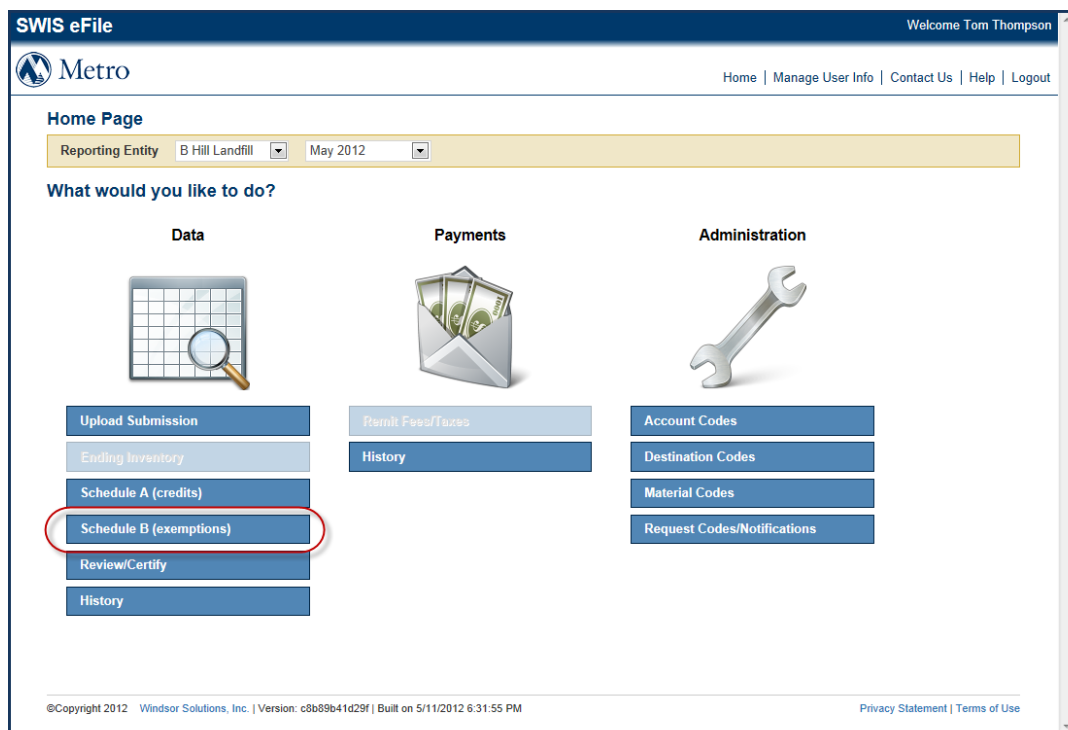 SWIS eFile
Welcome Tom Thompson
Metro
Home | Manage User Info | Contact Us | Help | Logout
Home Page
Reporting Entity B Hill Landfill May 2012
What would you like to do?
Data
Payments
Administration
Upload Submission
Ending Inventory
Schedule A (credits)
Schedule B (exemptions)
Review/Certify
History
Remit Fees/Taxes
History
Account Codes
Destination Codes
Material Codes
Request Codes/Notifications
©Copyright 2012 Windsor Solutions, Inc. | Version: c8b89b41d29f | Built on 5/11/2012 6:31:55 PM
Privacy Statement | Terms of Use